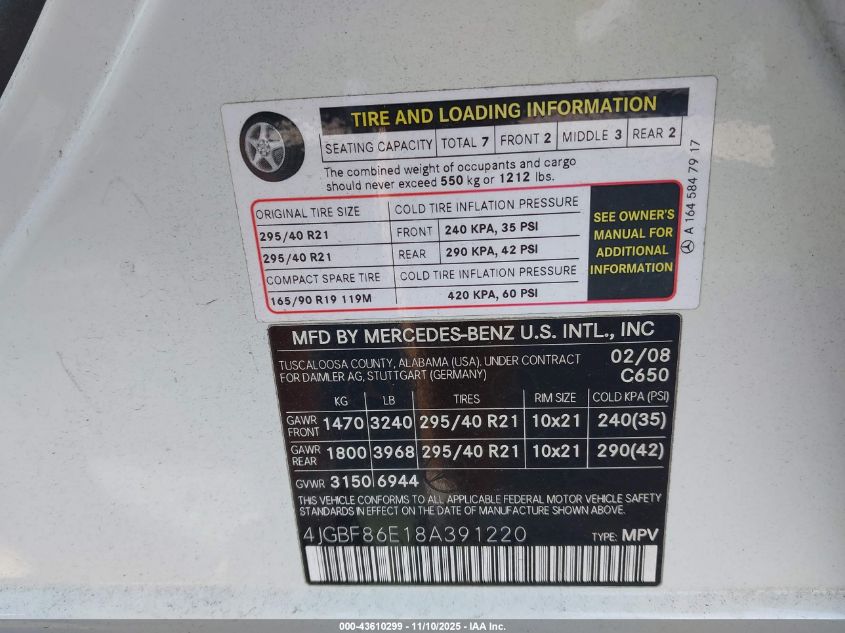 TIRE AND LOADING INFORMATION
SEATING CAPACITY TOTAL 7 FRONT 2 MIDDLE 3 REAR 2
The combined weight of occupants and cargo
should never exceed 550 kg or 1212 lbs.
ORIGINAL TIRE SIZE COLD TIRE INFLATION PRESSURE
295/40 R21 FRONT 240 KPA, 35 PSI
295/40 R21 REAR 290 KPA, 42 PSI
COMPACT SPARE TIRE COLD TIRE INFLATION PRESSURE
165/90 R19 119M 420 KPA, 60 PSI
SEE OWNER'S
MANUAL FOR
ADDITIONAL
INFORMATION
A 164 584 79 17
MFD BY MERCEDES-BENZ U.S. INTL., INC
TUSCALOOSA COUNTY, ALABAMA (USA), UNDER CONTRACT 02/08
FOR DAIMLER AG, STUTTGART (GERMANY) C650
KG LB TIRES RIM SIZE COLD KPA (PSI)
GAWR FRONT 1470 3240 295/40 R21 10x21 240(35)
GAWR REAR 1800 3968 295/40 R21 10x21 290(42)
GVWR 3150 6944
THIS VEHICLE CONFORMS TO ALL APPLICABLE FEDERAL MOTOR VEHICLE SAFETY
STANDARDS IN EFFECT ON THE DATE OF MANUFACTURE SHOWN ABOVE.
4JGBF86E18A391220 TYPE: MPV
000-43610299 - 11/10/2025 - IAA Inc.